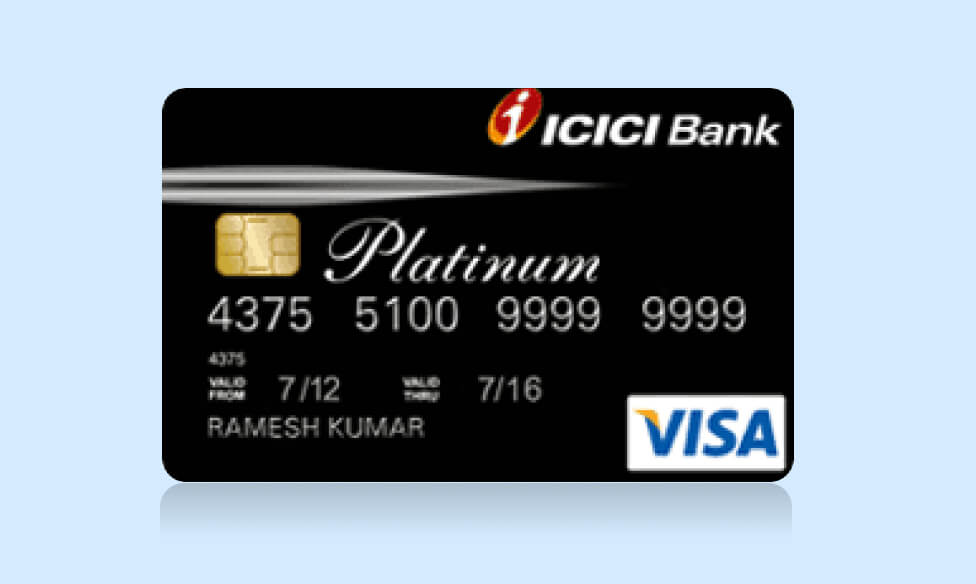 ICICI Bank
Platinum
4375 5100 9999 9999
4375
VALID FROM 7/12 VALID THRU 7/16
RAMESH KUMAR
VISA